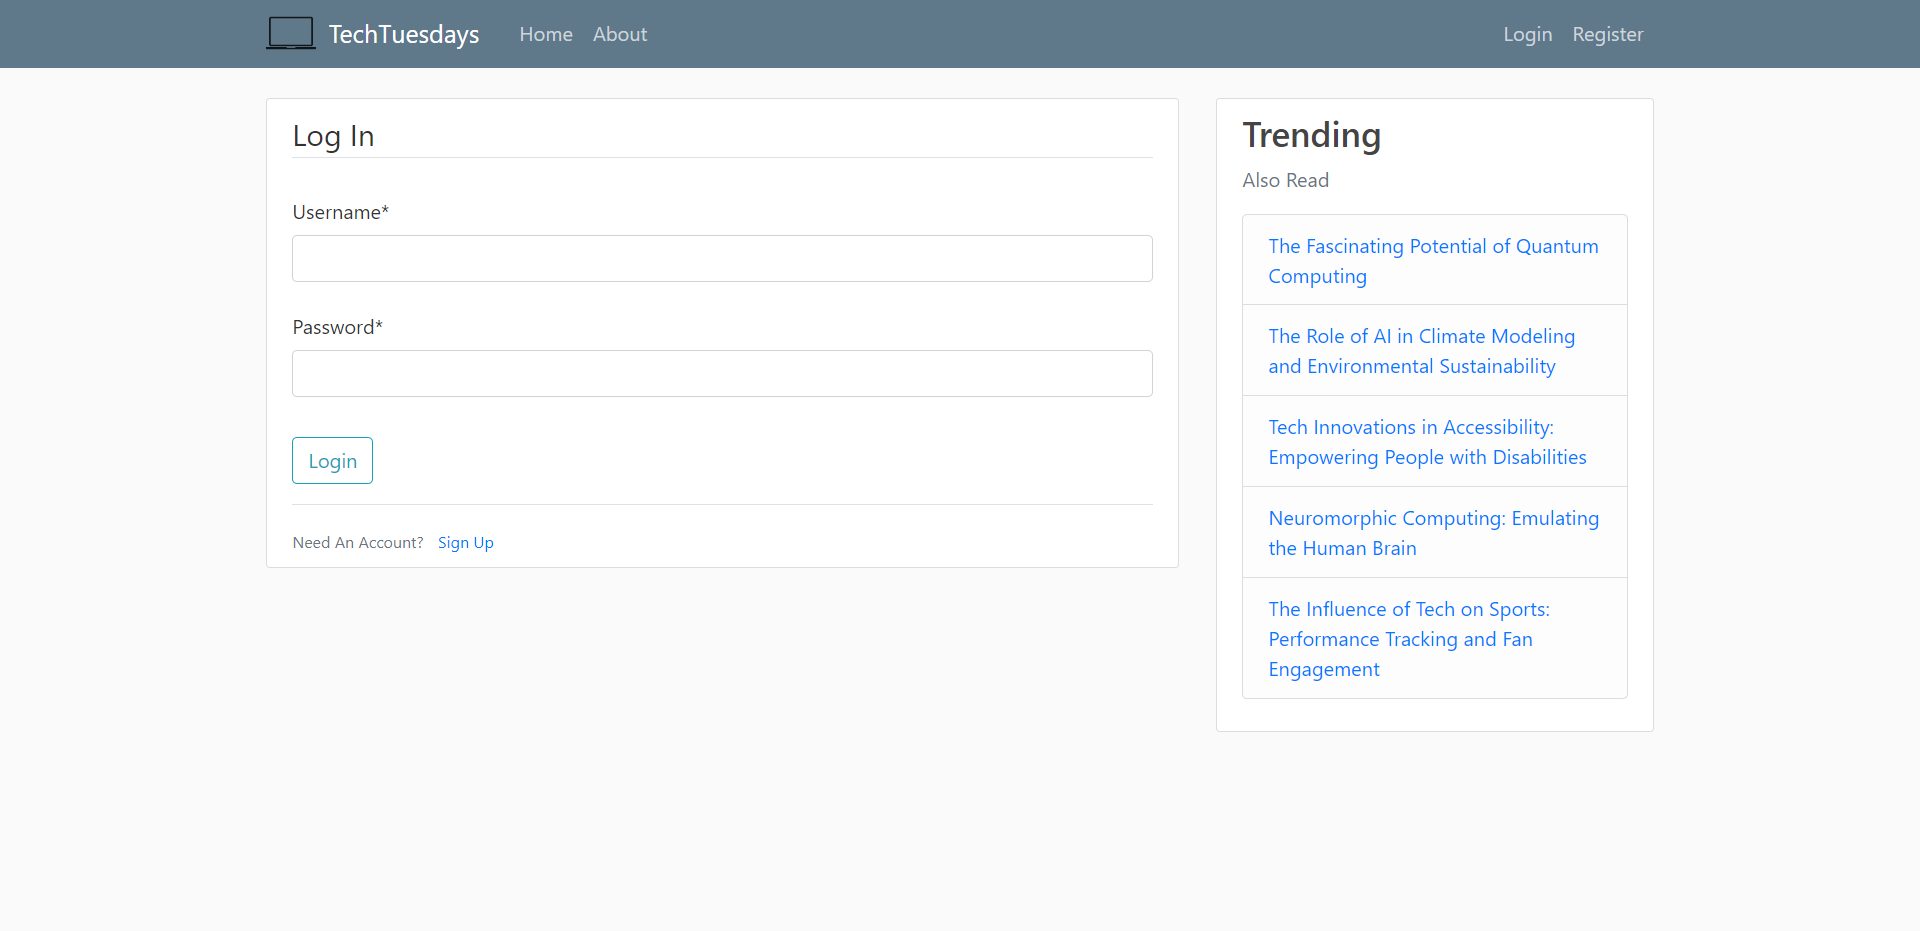 TechTuesdays Home About Login Register
Log In
Username*
Password*
Login
Need An Account? Sign Up
Trending
Also Read
The Fascinating Potential of Quantum
Computing
The Role of AI in Climate Modeling
and Environmental Sustainability
Tech Innovations in Accessibility:
Empowering People with Disabilities
Neuromorphic Computing: Emulating
the Human Brain
The Influence of Tech on Sports:
Performance Tracking and Fan
Engagement